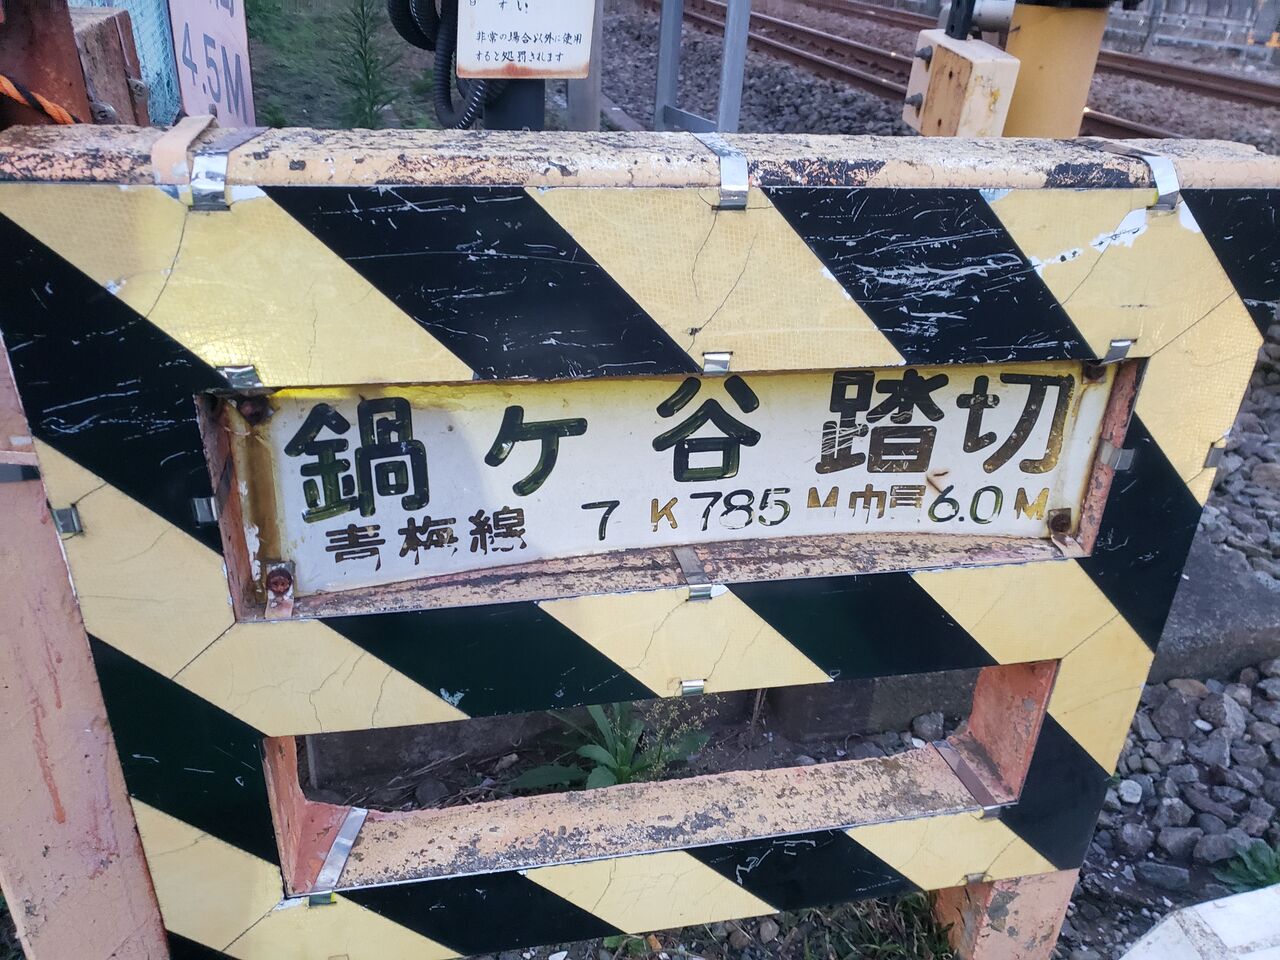 4.5M
非常の場合以外に使用
すると処罰されます
鍋ヶ谷踏切
青梅線 7K785M 巾員6.0M